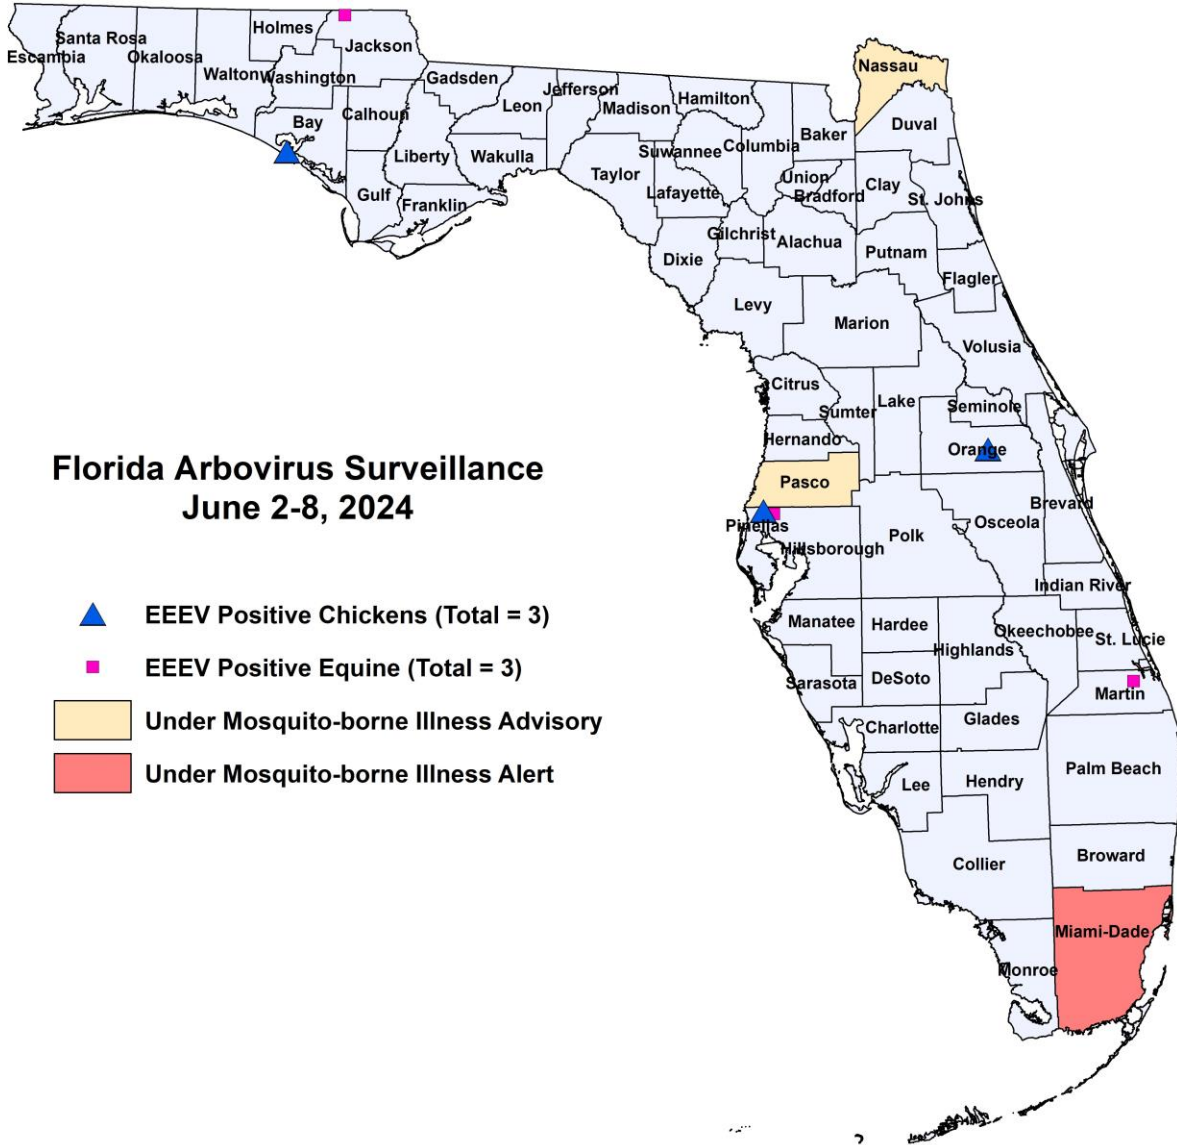 Holmes
Nassau
Santa Rosa
Escambia
Okaloosa
Jackson
Walton
Washington
Gadsden
Jefferson
Leon
Madison
Hamilton
Calhoun
Bay
Duval
Baker
Columbia
Suwannee
Liberty
Wakulla
Taylor
Union
Clay
Lafayette
Bradford
St. Johns
Gulf
Franklin
Gilchrist
Alachua
Dixie
Putnam
Flagler
Levy
Marion
Volusia
Citrus
Sumter
Lake
Seminole
Hernando
Orange
Florida Arbovirus Surveillance
June 2-8, 2024
Pasco
Brevard
Pinellas
Osceola
Polk
Hillsborough
Indian River
EEEV Positive Chickens (Total = 3)
Manatee
Hardee
Okeechobee
St. Lucie
Highlands
EEEV Positive Equine (Total = 3)
Sarasota
DeSoto
Martin
Under Mosquito-borne Illness Advisory
Charlotte
Glades
Under Mosquito-borne Illness Alert
Palm Beach
Lee
Hendry
Broward
Collier
Miami-Dade
Monroe